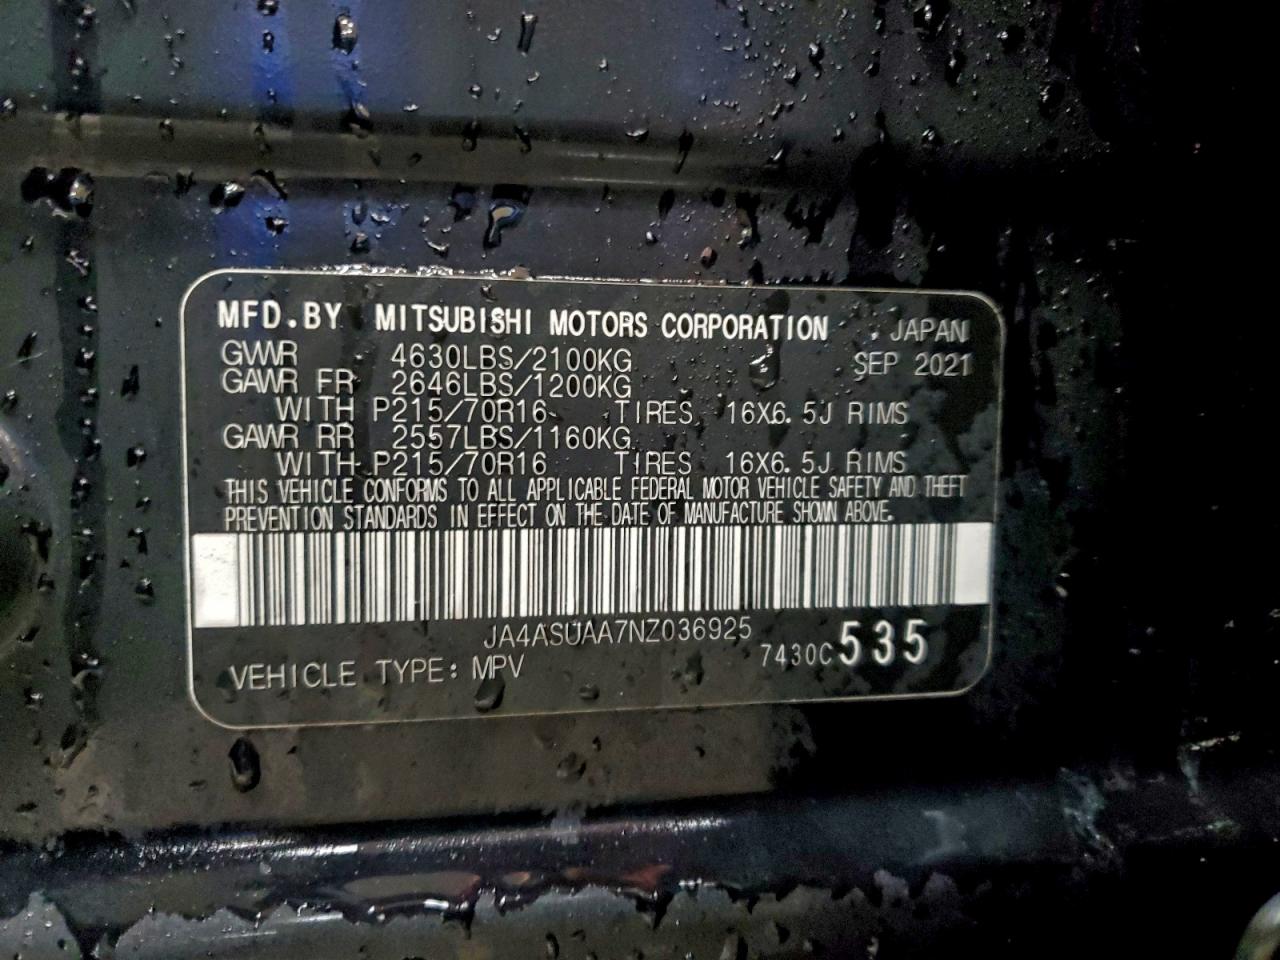 MFD.BY MITSUBISHI MOTORS CORPORATION JAPAN
GVWR 4630LBS/2100KG SEP 2021
GAWR FR 2646LBS/1200KG
WITH P215/70R16 TIRES, 16X6.5J RIMS
GAWR RR 2557LBS/1160KG
WITH P215/70R16 TIRES 16X6.5J RIMS
THIS VEHICLE CONFORMS TO ALL APPLICABLE FEDERAL MOTOR VEHICLE SAFETY AND THEFT
PREVENTION STANDARDS IN EFFECT ON THE DATE OF MANUFACTURE SHOWN ABOVE.
JA4ASUAA7NZ036925
7430C 535
VEHICLE TYPE: MPV